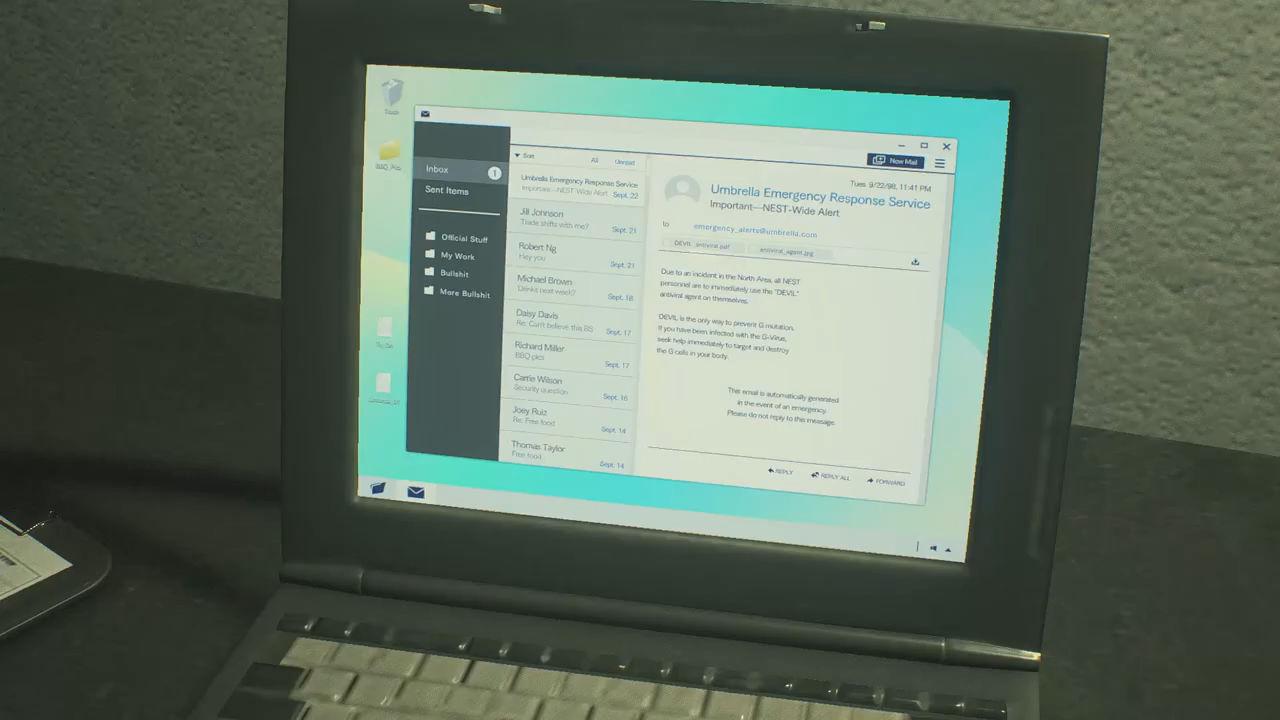 Trash
BBQ_Pics
Inbox
1
Sent Items
Official Stuff
My Work
Bullshit
More Bullshit
Sort
All
Unread
Umbrella Emergency Response Service
Important—NEST Wide Alert
Sept. 22
Jill Johnson
Trade shifts with me?
Sept. 21
Robert Ng
Hey you
Sept. 21
Michael Brown
Drinks next week?
Sept. 18
Daisy Davis
Re: Can't believe this BS
Sept. 17
Richard Miller
BBQ pics
Sept. 17
Carrie Wilson
Security question
Sept. 16
Joey Ruiz
Re: Free food
Sept. 14
Thomas Taylor
Free food
Sept. 14
New Mail
Tues. 9/22/98, 11:41 PM
Umbrella Emergency Response Service
Important—NEST-Wide Alert
to emergency_alerts@umbrella.com
DEVIL_antiviral.pdf
antiviral_agent.jpg
Due to an incident in the North Area, all NEST
personnel are to immediately use the "DEVIL"
antiviral agent on themselves.
DEVIL is the only way to prevent G mutation.
If you have been infected with the G-Virus,
seek help immediately to target and destroy
the G cells in your body.
This email is automatically generated
in the event of an emergency.
Please do not reply to this message.
REPLY
REPLY ALL
FORWARD